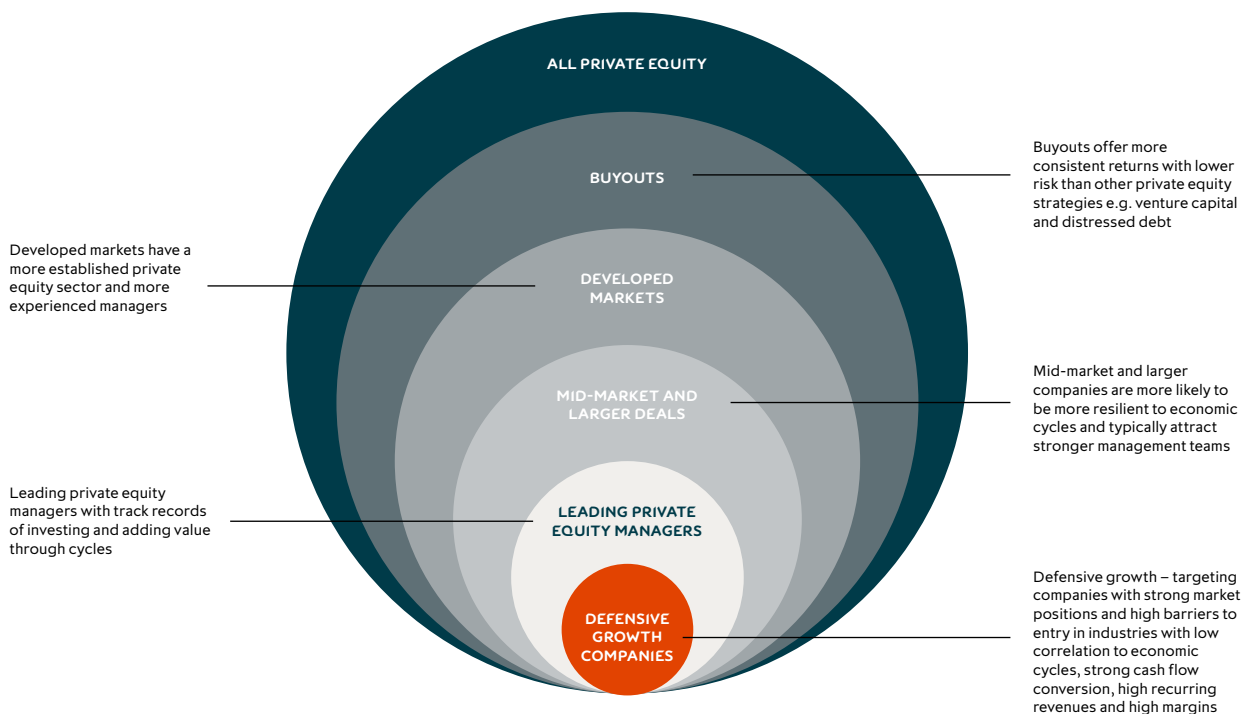 ALL PRIVATE EQUITY
BUYOUTS
Buyouts offer more
consistent returns with lower
risk than other private equity
strategies e.g. venture capital
and distressed debt
Developed markets have a
more established private
equity sector and more
experienced managers
DEVELOPED
MARKETS
MID-MARKET AND
LARGER DEALS
Mid-market and larger
companies are more likely to
be more resilient to economic
cycles and typically attract
stronger management teams
Leading private equity
managers with track records
of investing and adding value
through cycles
LEADING PRIVATE
EQUITY MANAGERS
DEFENSIVE
GROWTH
COMPANIES
Defensive growth – targeting
companies with strong market
positions and high barriers to
entry in industries with low
correlation to economic
cycles, strong cash flow
conversion, high recurring
revenues and high margins